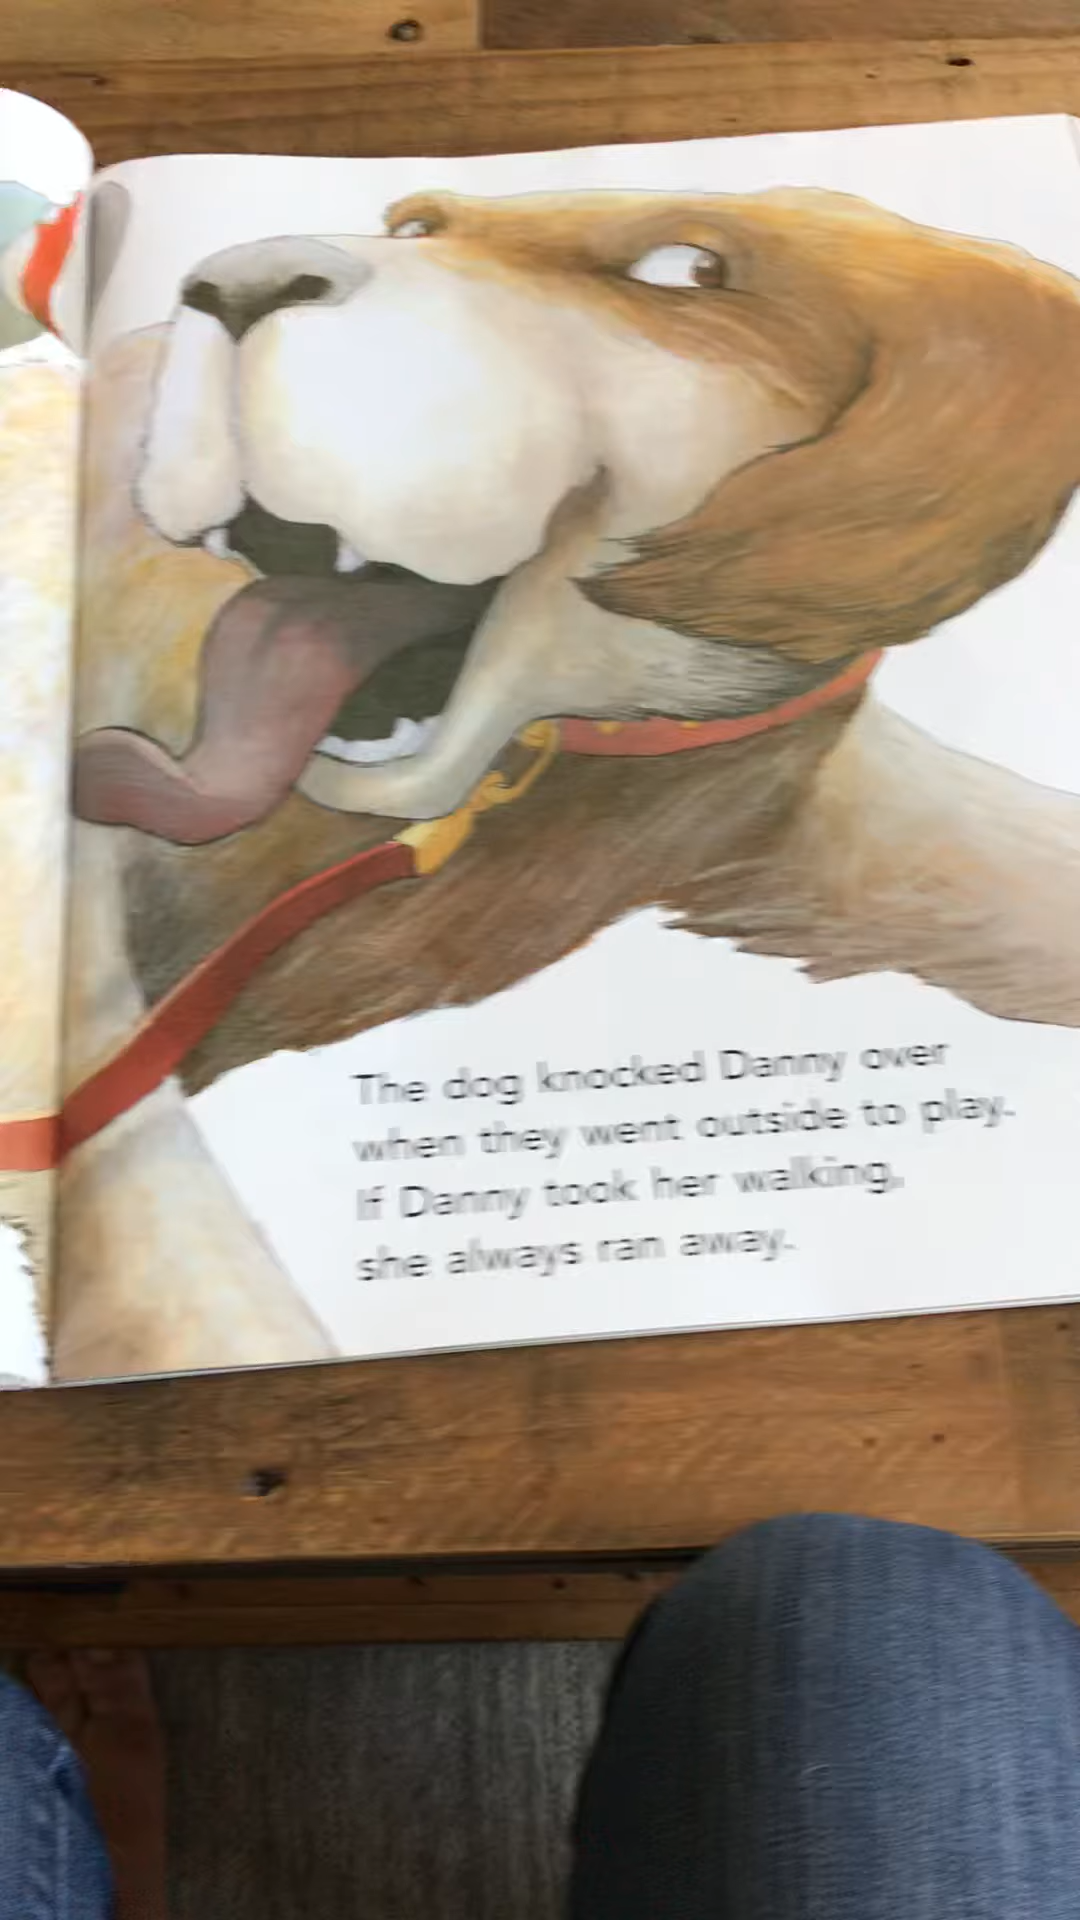 The dog knocked Danny over
when they went outside to play.
If Danny took her walking,
she always ran away.